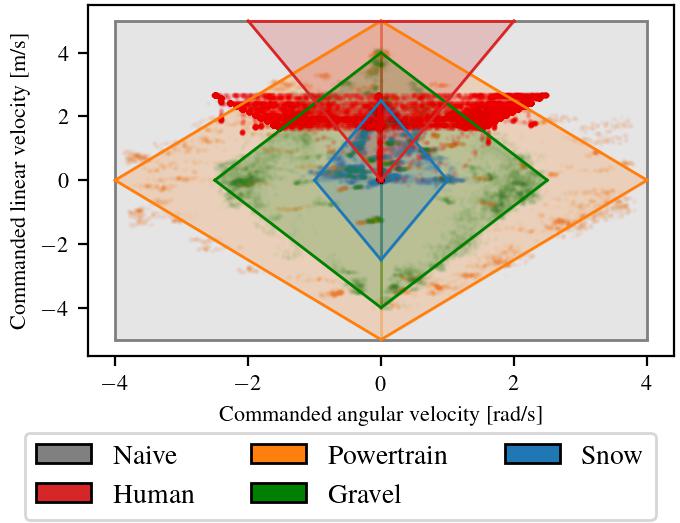 Commanded linear velocity [m/s]
4
2
0
−2
−4
−4 −2 0 2 4
Commanded angular velocity [rad/s]
Naive Powertrain Snow
Human Gravel